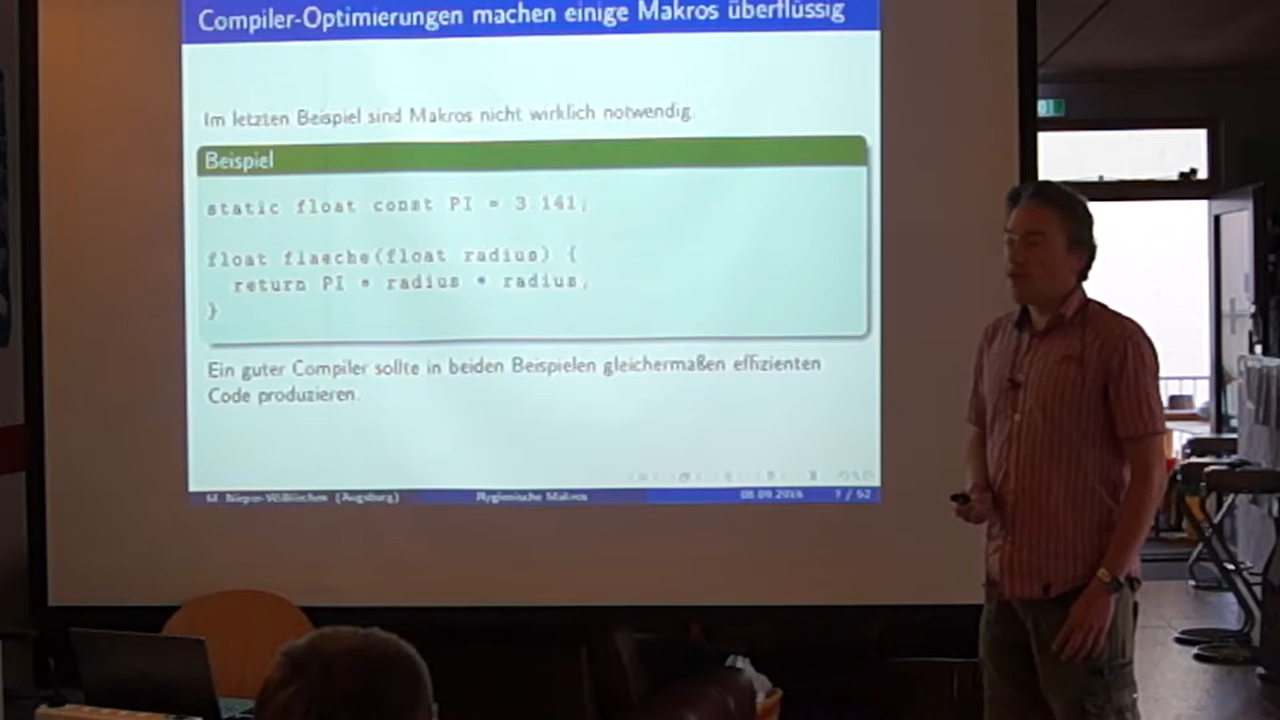 Compiler-Optimierungen machen einige Makros überflüssig
Im letzten Beispiel sind Makros nicht wirklich notwendig.
Beispiel
static float const PI = 3.141;
float flaeche(float radius) {
return PI * radius * radius;
}
Ein guter Compiler sollte in beiden Beispielen gleichermaßen effizienten
Code produzieren.
(Augsburg) Hygienische Makros 08.09.2016 7 / 52